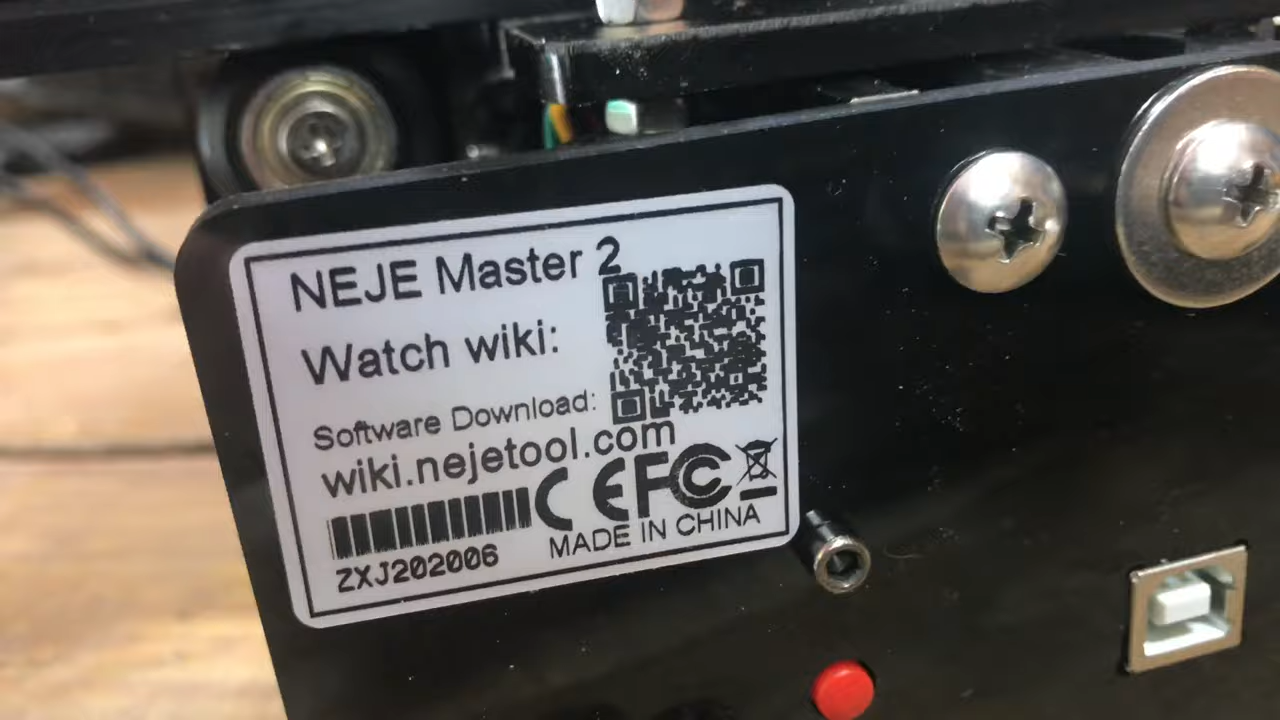 NEJE Master 2
Watch wiki:
Software Download:
wiki.nejetool.com
CE FC
MADE IN CHINA
ZXJ202006